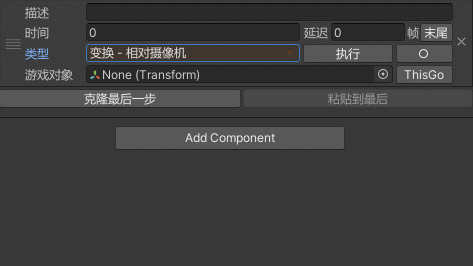 描述
时间 0 延迟 0 帧 末尾
类型 变换 - 相对摄像机 执行 O
游戏对象 None (Transform) ThisGo
克隆最后一步 粘贴到最后
Add Component